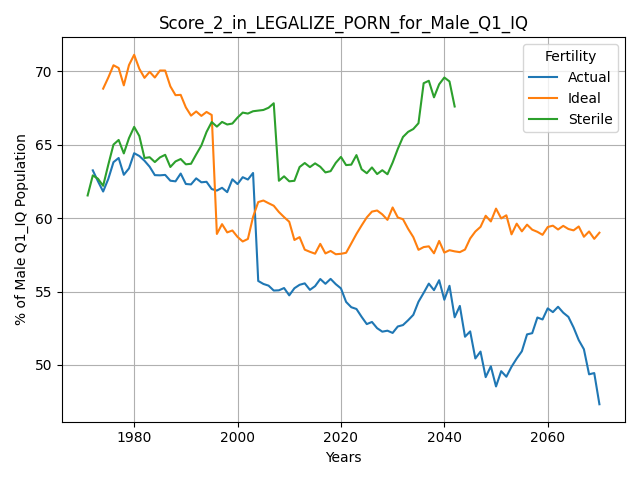 Score_2_in_LEGALIZE_PORN_for_Male_Q1_IQ
% of Male Q1_IQ Population
70
65
60
55
50
Fertility
Actual
Ideal
Sterile
1980
2000
2020
2040
2060
Years